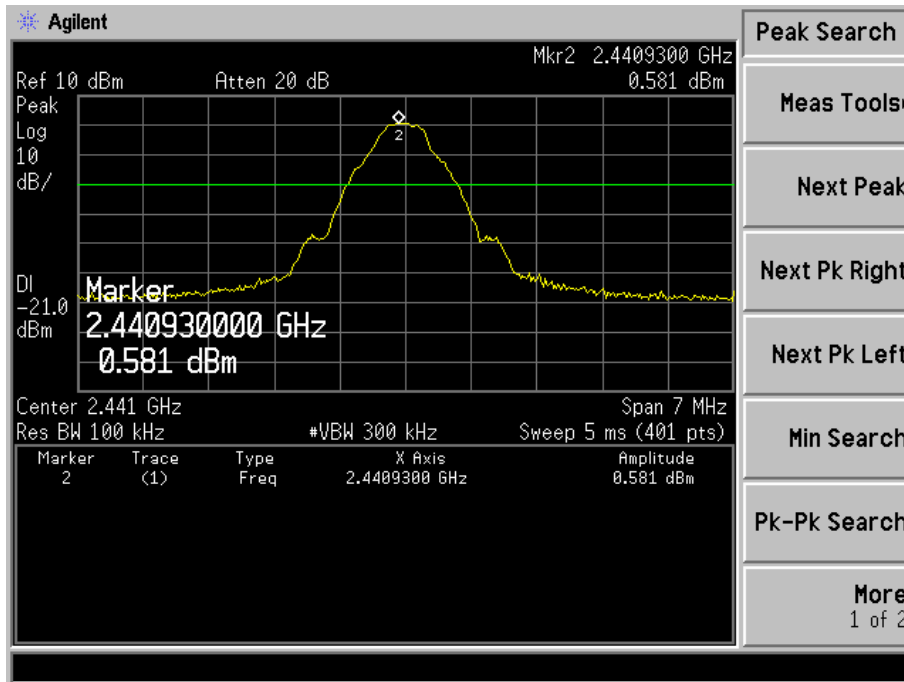 Agilent
Peak Search
Mkr2 2.4409300 GHz
Ref 10 dBm Atten 20 dB 0.581 dBm
Peak
Log
10
dB/
2
Meas Tools
Next Peak
Next Pk Right
DI
-21.0
dBm
Marker
2.440930000 GHz
0.581 dBm
Next Pk Left
Center 2.441 GHz Span 7 MHz
Res BW 100 kHz #VBW 300 kHz Sweep 5 ms (401 pts)
Min Search
Marker Trace Type X Axis Amplitude
2 (1) Freq 2.4409300 GHz 0.581 dBm
Pk-Pk Search
More
1 of 2